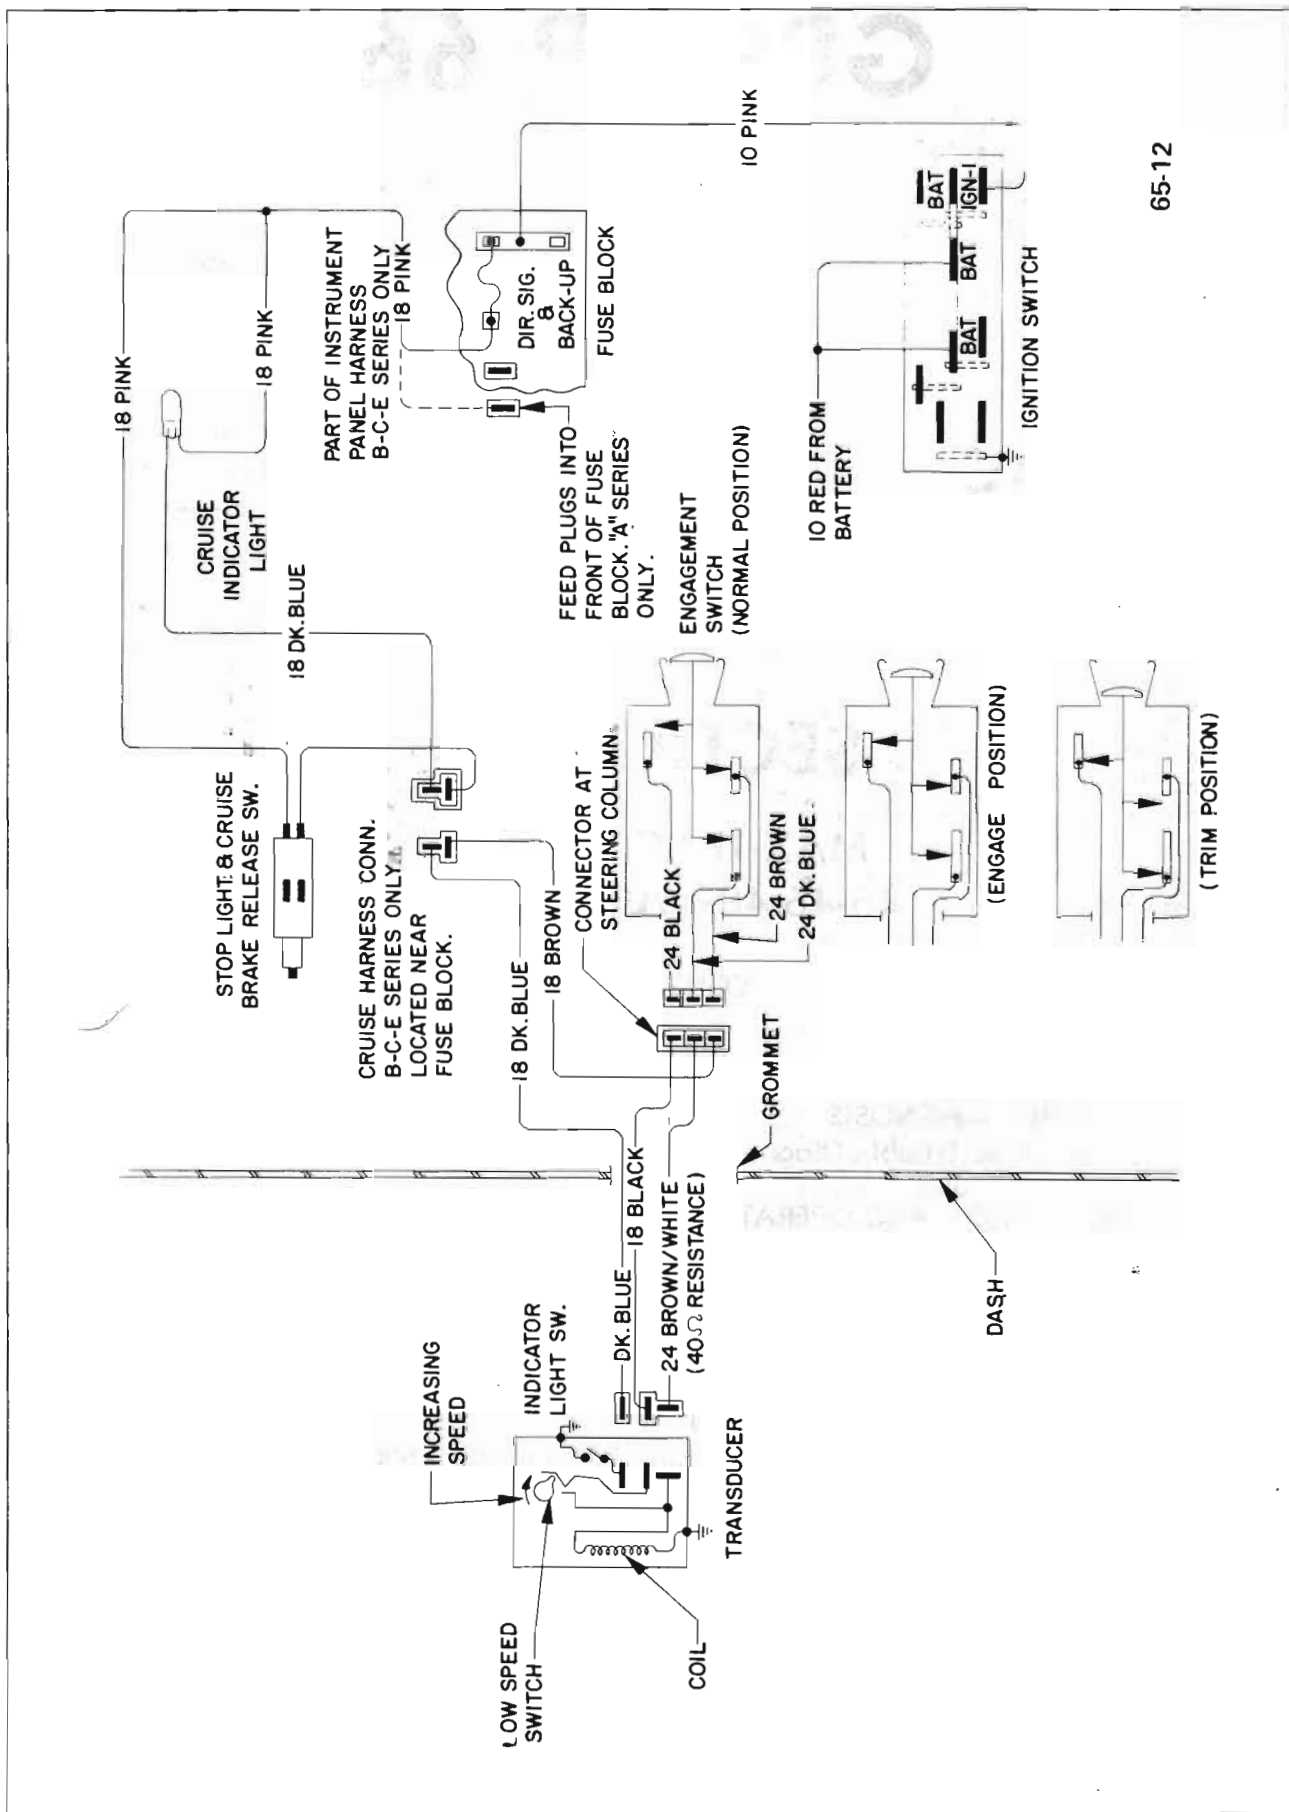 LOW SPEED
SWITCH
COIL
INCREASING
SPEED
INDICATOR
LIGHT SW.
TRANSDUCER
DK. BLUE
18 BLACK
24 BROWN/WHITE
(40Ω RESISTANCE)
DASH
GROMMET
STOP LIGHT & CRUISE
BRAKE RELEASE SW.
CRUISE HARNESS CONN.
B-C-E SERIES ONLY
LOCATED NEAR
FUSE BLOCK.
18 DK. BLUE
18 BROWN
CONNECTOR AT
STEERING COLUMN
24 BLACK
24 BROWN
24 DK. BLUE
ENGAGEMENT
SWITCH
(NORMAL POSITION)
(ENGAGE POSITION)
(TRIM POSITION)
18 PINK
CRUISE
INDICATOR
LIGHT
18 DK. BLUE
18 PINK
PART OF INSTRUMENT
PANEL HARNESS
B-C-E SERIES ONLY
18 PINK
FEED PLUGS INTO
FRONT OF FUSE
BLOCK. "A" SERIES
ONLY.
DIR. SIG.
&
BACK-UP
FUSE BLOCK
10 PINK
10 RED FROM
BATTERY
BAT
BAT
BAT
IGN-1
IGNITION SWITCH
65-12